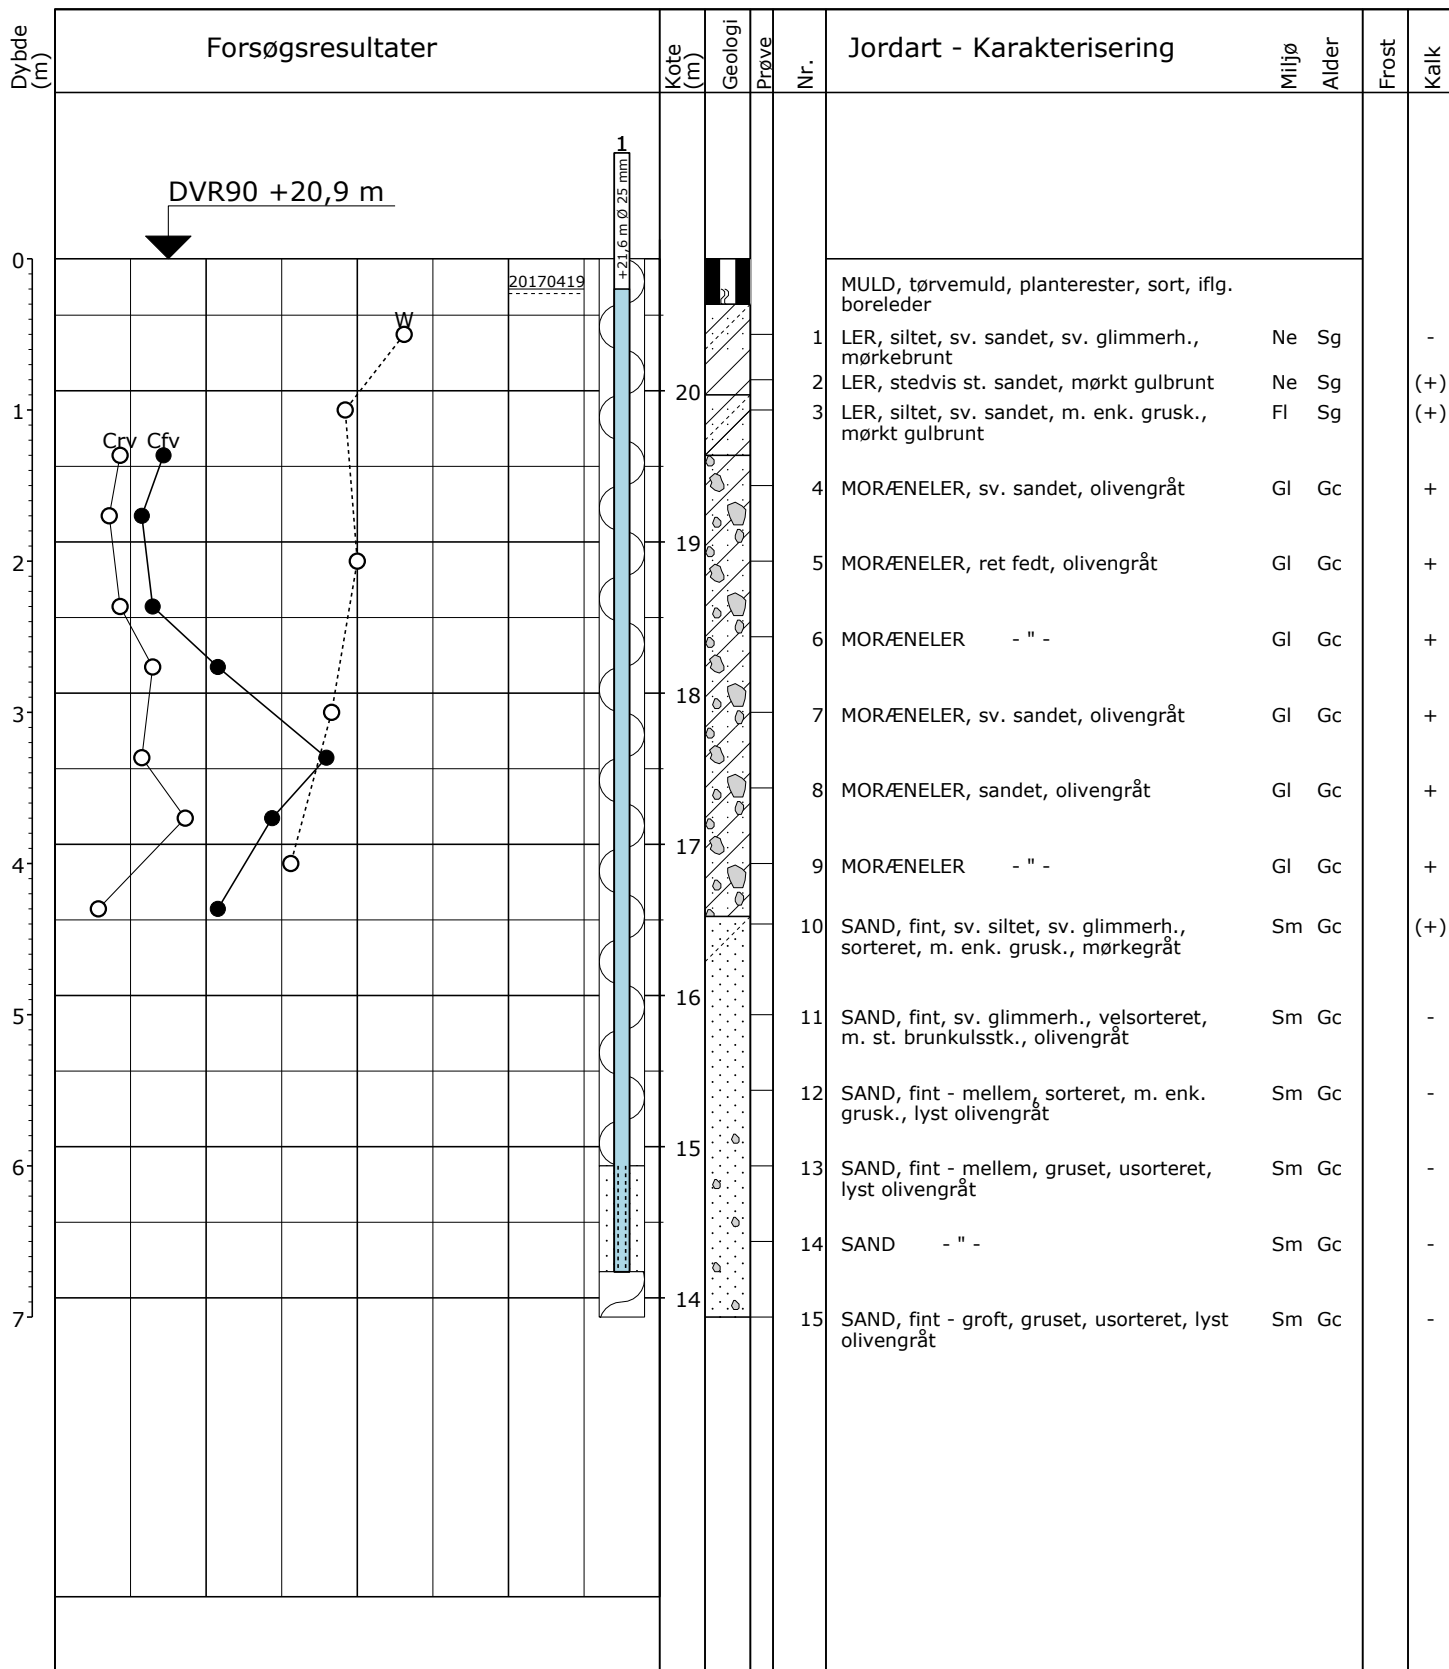 Dybde
(m)
Forsøgsresultater
Kote
(m)
Geologi
Prøve
Nr.
Jordart - Karakterisering
Miljø
Alder
Frost
Kalk
1
+21,6 m Ø 25 mm
DVR90 +20,9 m
20170419
W
Crv Cfv
0
1
2
3
4
5
6
7
20
19
18
17
16
15
14
MULD, tørvemuld, planterester, sort, iflg.
boreleder
1 LER, siltet, sv. sandet, sv. glimmerh., Ne Sg -
mørkebrunt
2 LER, stedvis st. sandet, mørkt gulbrunt Ne Sg (+)
3 LER, siltet, sv. sandet, m. enk. grusk., Fl Sg (+)
mørkt gulbrunt
4 MORÆNELER, sv. sandet, olivengråt Gl Gc +
5 MORÆNELER, ret fedt, olivengråt Gl Gc +
6 MORÆNELER - " - Gl Gc +
7 MORÆNELER, sv. sandet, olivengråt Gl Gc +
8 MORÆNELER, sandet, olivengråt Gl Gc +
9 MORÆNELER - " - Gl Gc +
10 SAND, fint, sv. siltet, sv. glimmerh., Sm Gc (+)
sorteret, m. enk. grusk., mørkegråt
11 SAND, fint, sv. glimmerh., velsorteret, Sm Gc -
m. st. brunkulsstk., olivengråt
12 SAND, fint - mellem, sorteret, m. enk. Sm Gc -
grusk., lyst olivengråt
13 SAND, fint - mellem, gruset, usorteret, Sm Gc -
lyst olivengråt
14 SAND - " - Sm Gc -
15 SAND, fint - groft, gruset, usorteret, lyst Sm Gc -
olivengråt